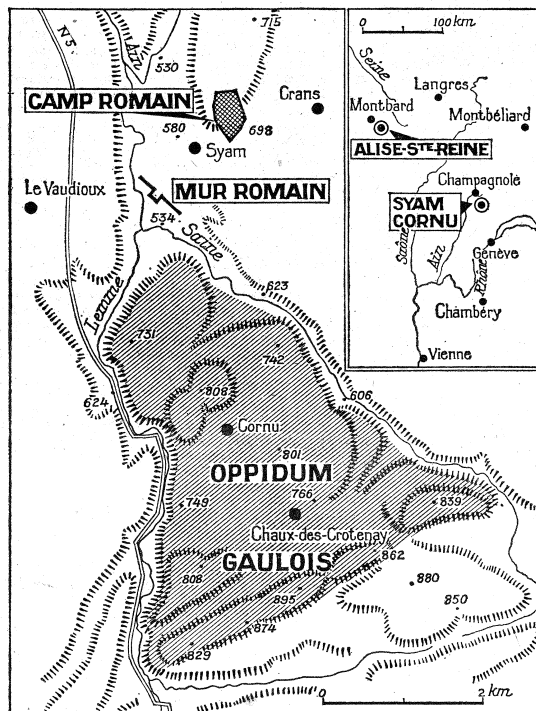 N5
Ain
715
530
CAMP ROMAIN
Crans
580
698
Syam
Le Vaudioux
MUR ROMAIN
534
Saine
Lemme
623
731
742
624
808
606
Cornu
801
OPPIDUM
749
766
839
Chaux-des-Crotenay
862
GAULOIS
808
880
895
850
874
829
0 2 km
0 100 km
Seine
Langres
Montbard
Montbéliard
ALISE-STE-REINE
Champagnole
SYAM
CORNU
Saône
Ain
Genève
Rhône
Chambéry
Vienne